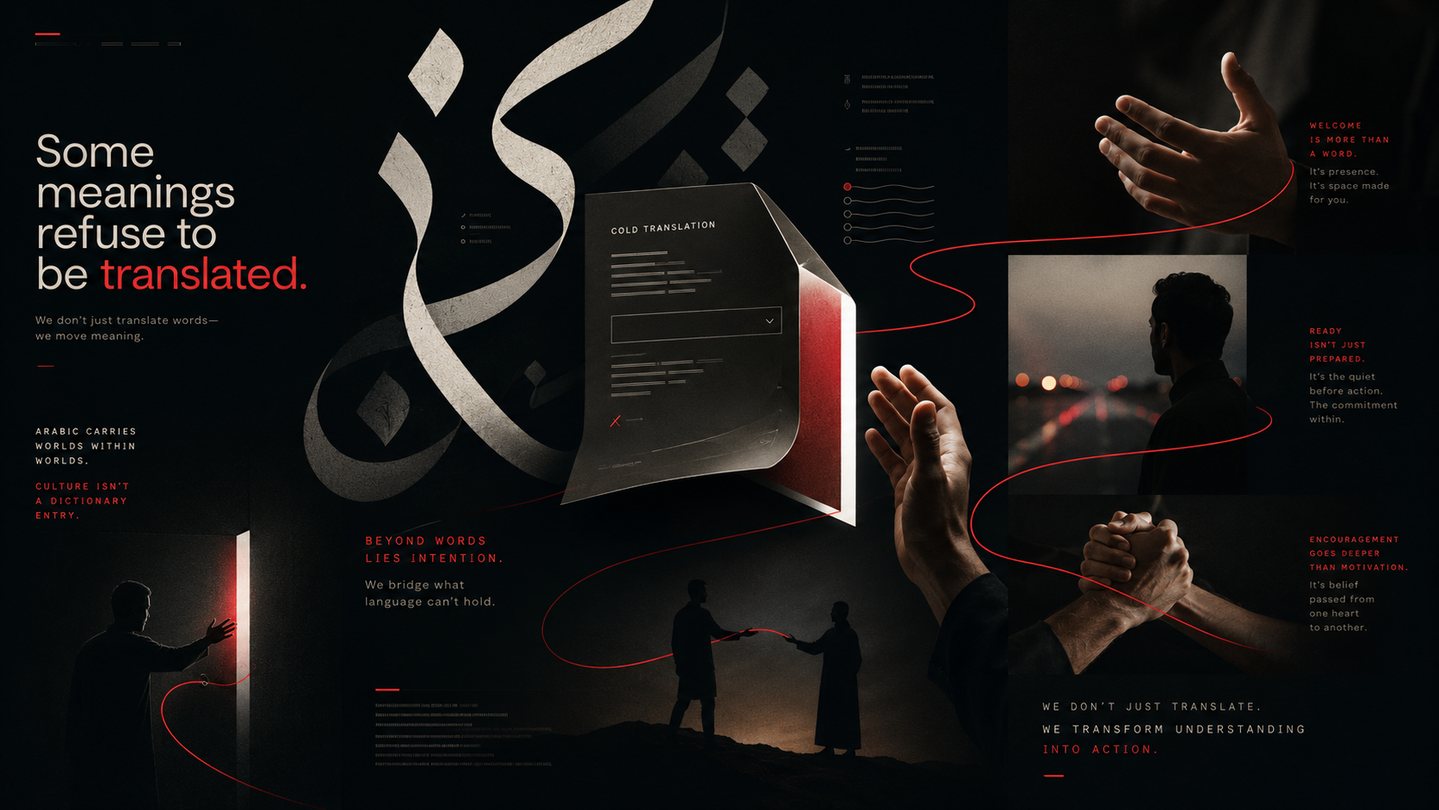 Some
meanings
refuse to
be translated.
We don't just translate words—
we move meaning.
ARABIC CARRIES
WORLDS WITHIN
WORLDS.
CULTURE ISN'T
A DICTIONARY
ENTRY.
COLD TRANSLATION
BEYOND WORDS
LIES INTENTION.
We bridge what
language can't hold.
WELCOME
IS MORE THAN
A WORD.
It's presence.
It's space made
for you.
READY
ISN'T JUST
PREPARED.
It's the quiet
before action.
The commitment
within.
ENCOURAGEMENT
GOES DEEPER
THAN MOTIVATION.
It's belief
passed from
one heart
to another.
WE DON'T JUST TRANSLATE.
WE TRANSFORM UNDERSTANDING
INTO ACTION.